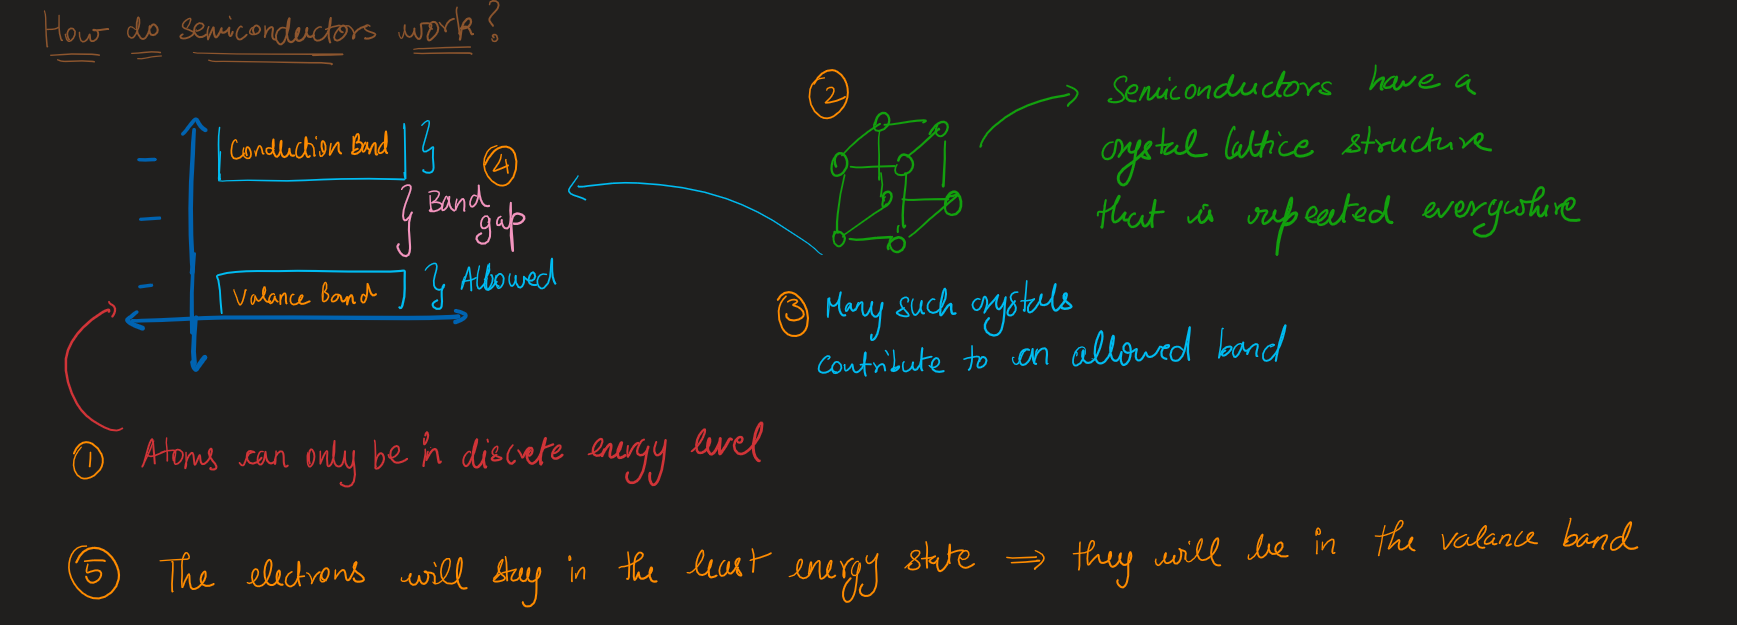 How do semiconductors work?
Conduction Band
4
Band
gap
Valance Band
Allowed
1 Atoms can only be in discrete energy level
2
Semiconductors have a
crystal lattice structure
that is repeated everywhere
3 Many such crystals
contribute to an allowed band
5 The electrons will stay in the least energy state ⇒ they will be in the valance band